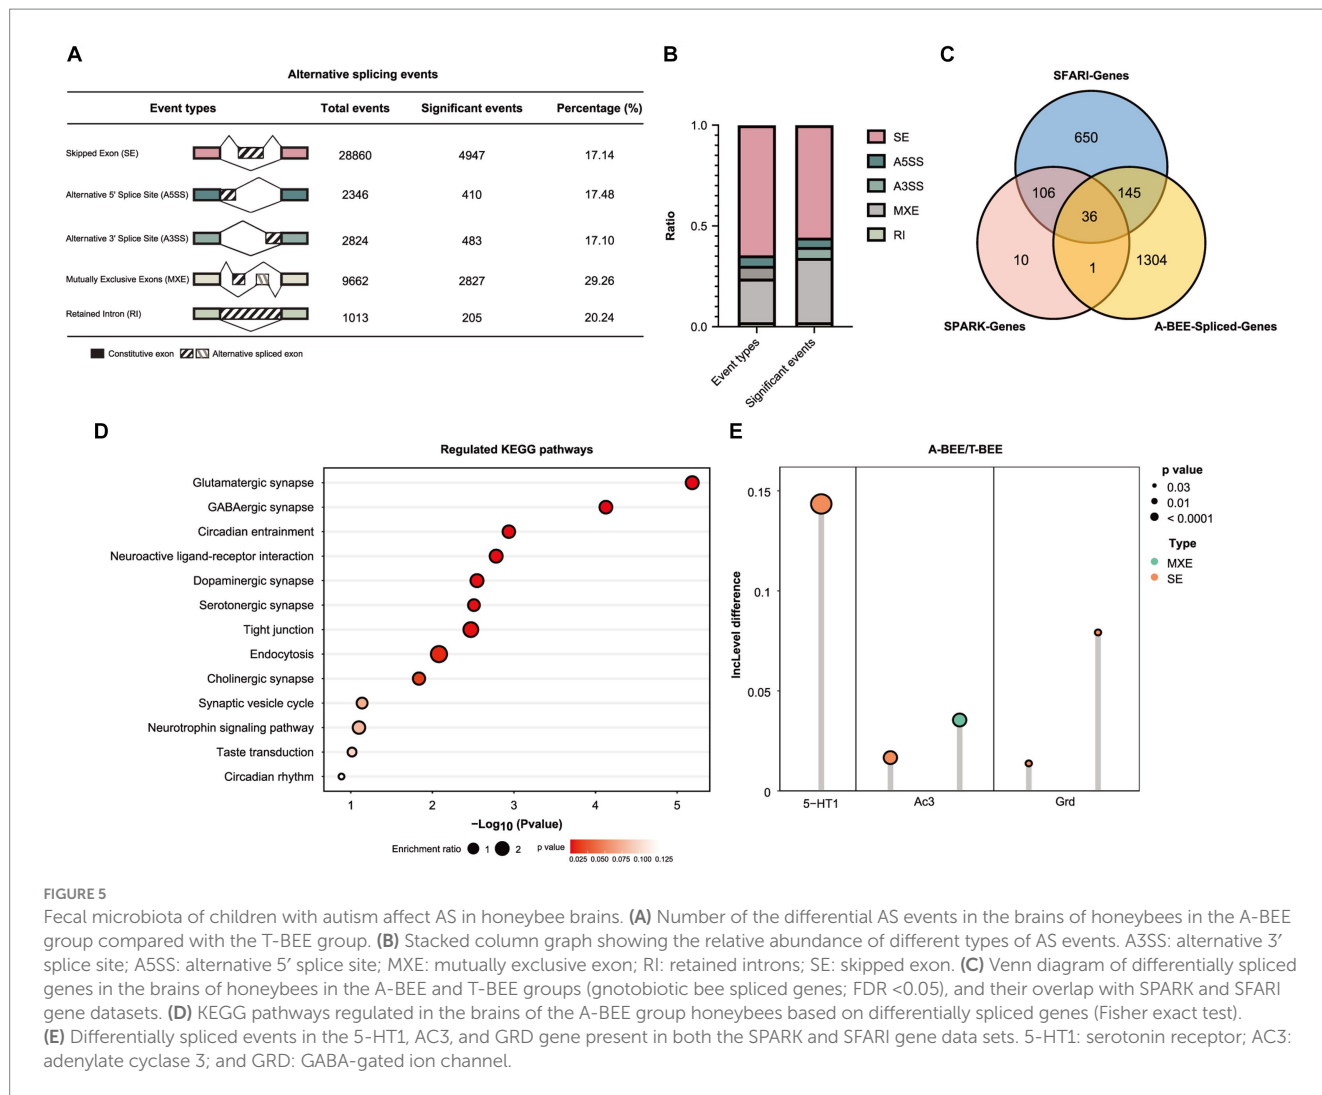 A
Alternative splicing events
Event types Total events Significant events Percentage (%)
Skipped Exon (SE) 28860 4947 17.14
Alternative 5' Splice Site (A5SS) 2346 410 17.48
Alternative 3' Splice Site (A3SS) 2824 483 17.10
Mutually Exclusive Exons (MXE) 9662 2827 29.26
Retained Intron (RI) 1013 205 20.24
Constitutive exon Alternative spliced exon
B
1.0
0.5
0.0
Ratio
Event types
Significant events
SE
A5SS
A3SS
MXE
RI
C
SFARI-Genes
650
106
145
36
10
1
1304
SPARK-Genes
A-BEE-Spliced-Genes
D
Regulated KEGG pathways
Glutamatergic synapse
GABAergic synapse
Circadian entrainment
Neuroactive ligand-receptor interaction
Dopaminergic synapse
Serotonergic synapse
Tight junction
Endocytosis
Cholinergic synapse
Synaptic vesicle cycle
Neurotrophin signaling pathway
Taste transduction
Circadian rhythm
1 2 3 4 5
−Log10 (Pvalue)
Enrichment ratio 1 2 p value
0.025 0.050 0.075 0.100 0.125
E
A-BEE/T-BEE
0.15
0.1
0.05
0
IncLevel difference
5−HT1 Ac3 Grd
p value
0.03
0.01
< 0.0001
Type
MXE
SE
FIGURE 5
Fecal microbiota of children with autism affect AS in honeybee brains. (A) Number of the differential AS events in the brains of honeybees in the A-BEE
group compared with the T-BEE group. (B) Stacked column graph showing the relative abundance of different types of AS events. A3SS: alternative 3′
splice site; A5SS: alternative 5′ splice site; MXE: mutually exclusive exon; RI: retained introns; SE: skipped exon. (C) Venn diagram of differentially spliced
genes in the brains of honeybees in the A-BEE and T-BEE groups (gnotobiotic bee spliced genes; FDR <0.05), and their overlap with SPARK and SFARI
gene datasets. (D) KEGG pathways regulated in the brains of the A-BEE group honeybees based on differentially spliced genes (Fisher exact test).
(E) Differentially spliced events in the 5-HT1, AC3, and GRD gene present in both the SPARK and SFARI gene data sets. 5-HT1: serotonin receptor; AC3:
adenylate cyclase 3; and GRD: GABA-gated ion channel.